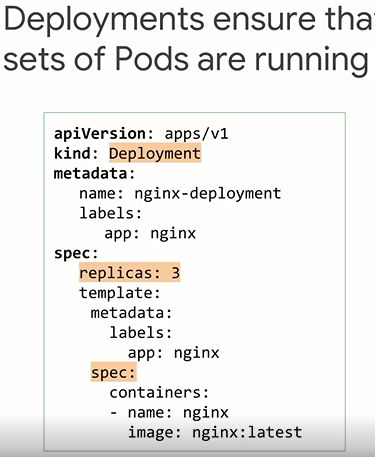 Deployments ensure that
sets of Pods are running
apiVersion: apps/v1
kind: Deployment
metadata:
name: nginx-deployment
labels:
app: nginx
spec:
replicas: 3
template:
metadata:
labels:
app: nginx
spec:
containers:
- name: nginx
image: nginx:latest